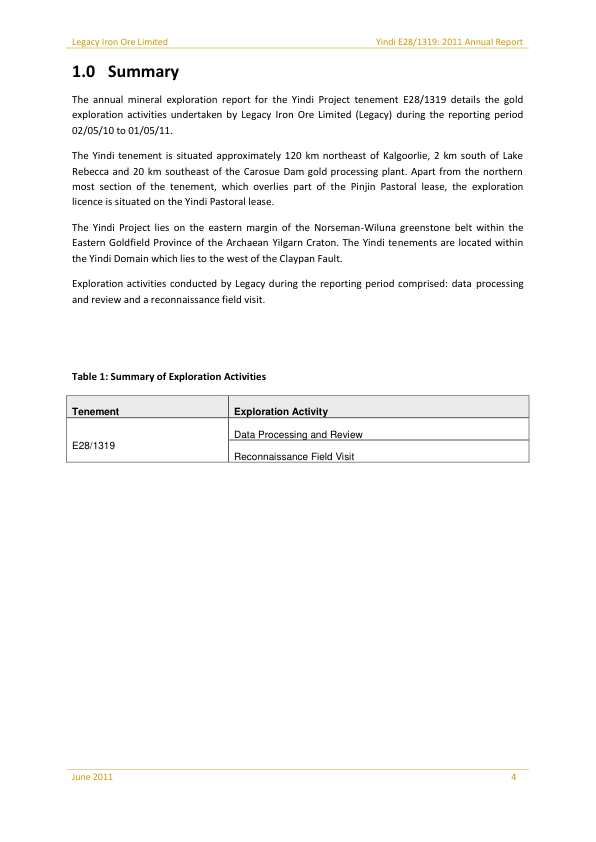 Legacy Iron Ore Limited Yindi E28/1319: 2011 Annual Report
1.0 Summary
The annual mineral exploration report for the Yindi Project tenement E28/1319 details the gold
exploration activities undertaken by Legacy Iron Ore Limited (Legacy) during the reporting period
02/05/10 to 01/05/11.
The Yindi tenement is situated approximately 120 km northeast of Kalgoorlie, 2 km south of Lake
Rebecca and 20 km southeast of the Carosue Dam gold processing plant. Apart from the northern
most section of the tenement, which overlies part of the Pinjin Pastoral lease, the exploration
licence is situated on the Yindi Pastoral lease.
The Yindi Project lies on the eastern margin of the Norseman-Wiluna greenstone belt within the
Eastern Goldfield Province of the Archaean Yilgarn Craton. The Yindi tenements are located within
the Yindi Domain which lies to the west of the Claypan Fault.
Exploration activities conducted by Legacy during the reporting period comprised: data processing
and review and a reconnaissance field visit.
Table 1: Summary of Exploration Activities
Tenement Exploration Activity
E28/1319 Data Processing and Review
Reconnaissance Field Visit
June 2011 4